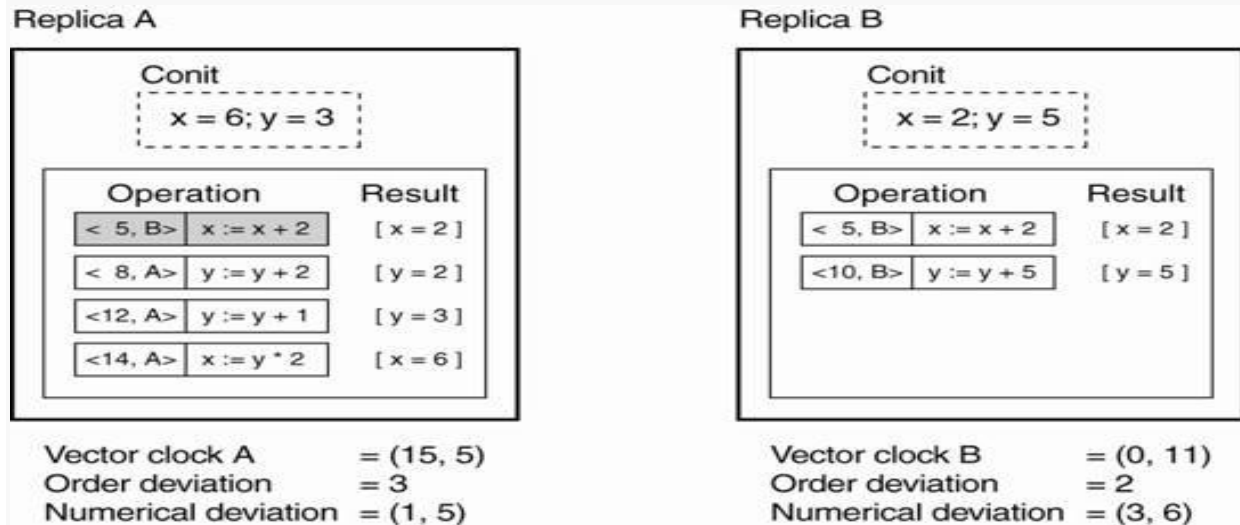 Replica A
Conit
x = 6; y = 3
Operation Result
< 5, B> x := x + 2 [ x = 2 ]
< 8, A> y := y + 2 [ y = 2 ]
<12, A> y := y + 1 [ y = 3 ]
<14, A> x := y * 2 [ x = 6 ]
Vector clock A = (15, 5)
Order deviation = 3
Numerical deviation = (1, 5)
Replica B
Conit
x = 2; y = 5
Operation Result
< 5, B> x := x + 2 [ x = 2 ]
<10, B> y := y + 5 [ y = 5 ]
Vector clock B = (0, 11)
Order deviation = 2
Numerical deviation = (3, 6)